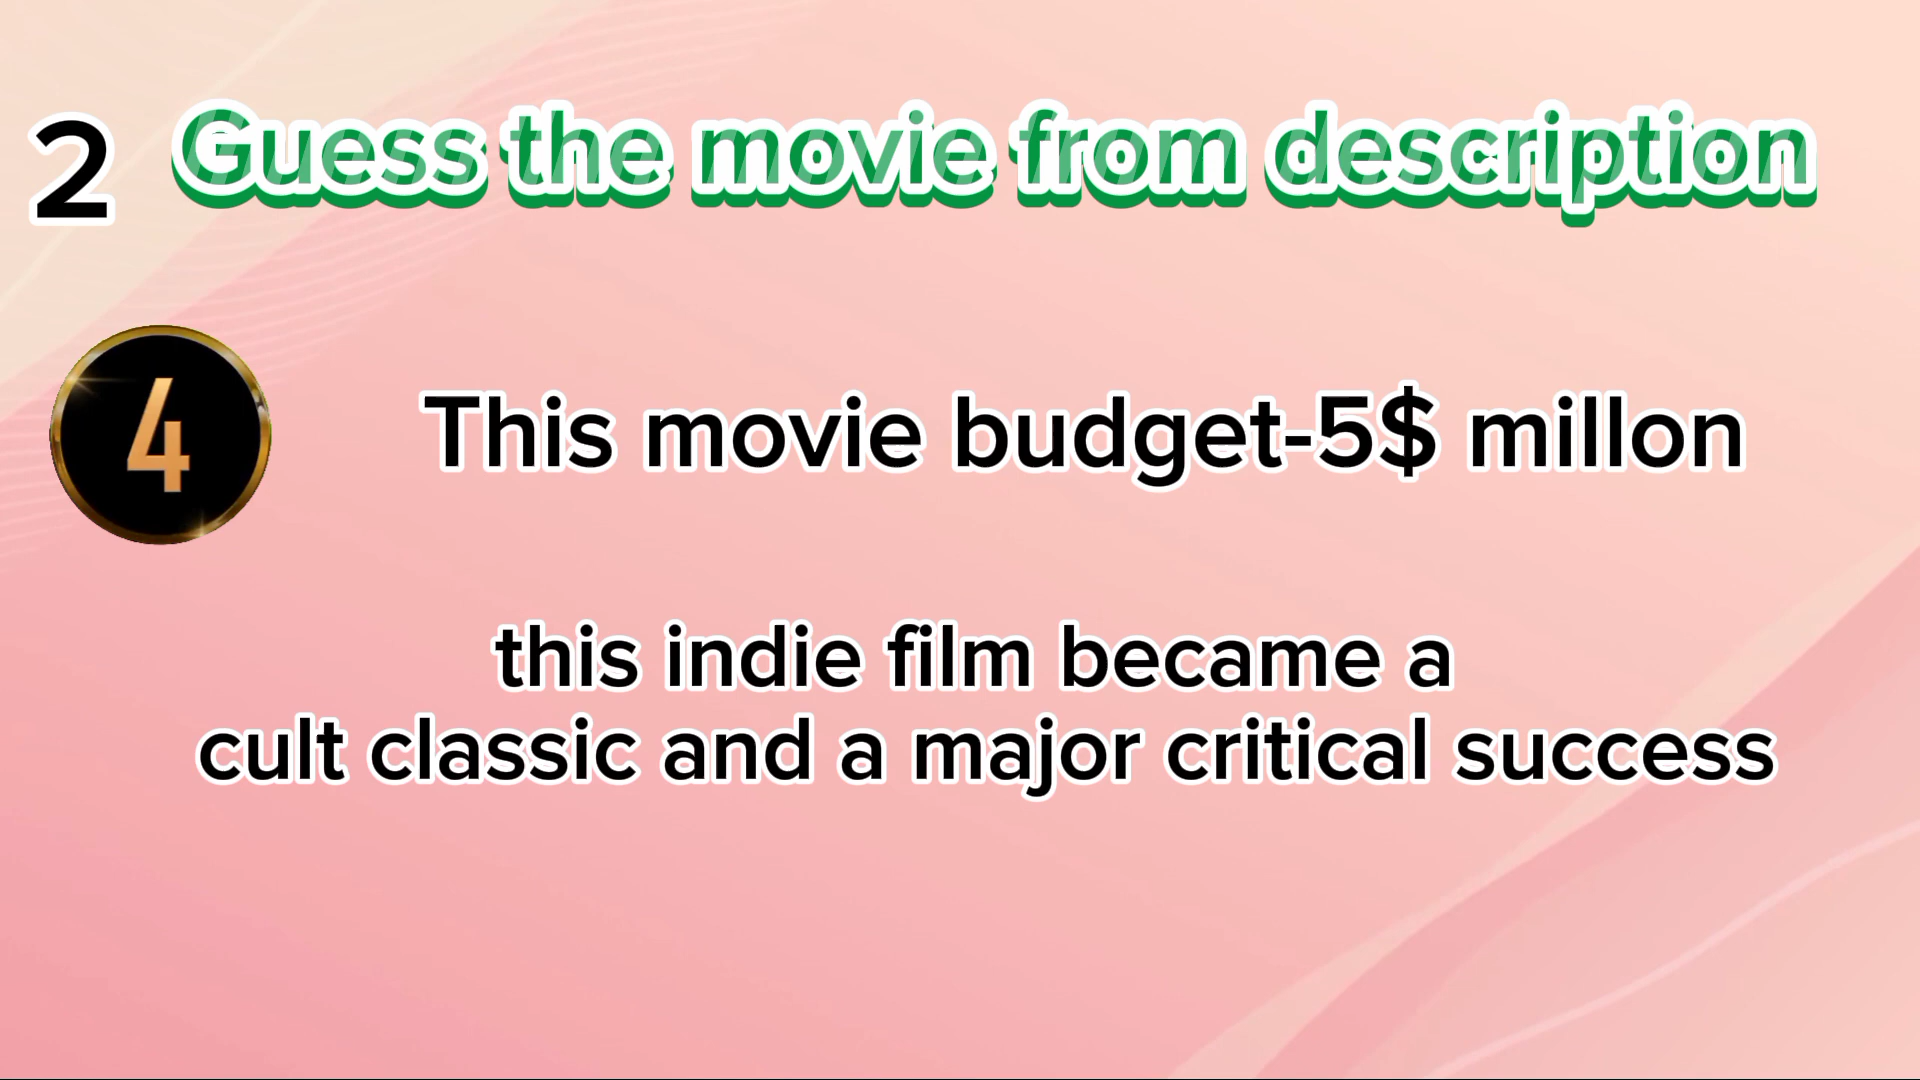 2 Guess the movie from description
4 This movie budget-5$ millon
this indie film became a
cult classic and a major critical success